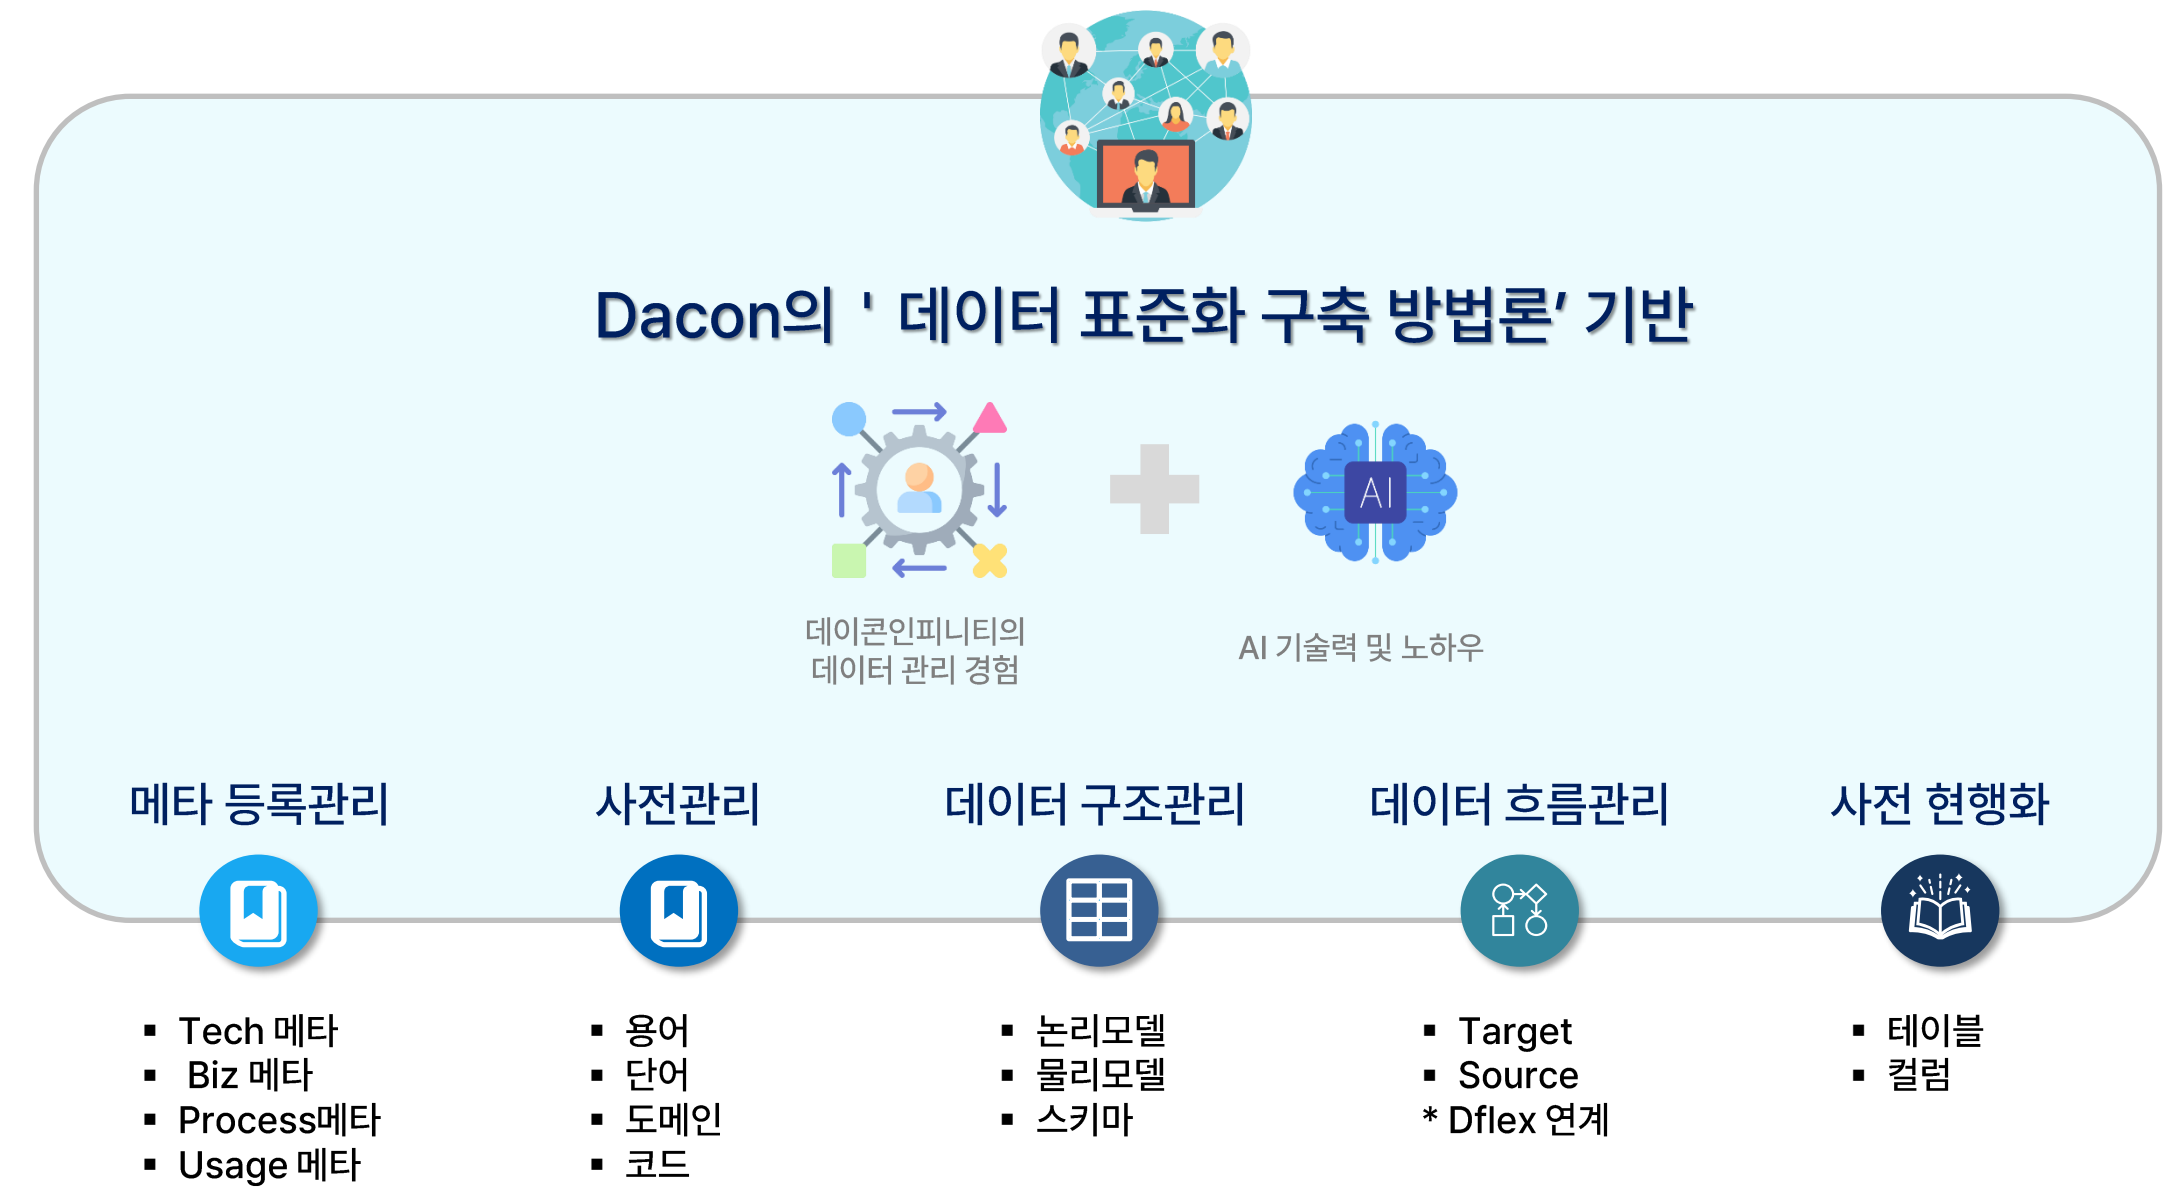 Dacon의 ' 데이터 표준화 구축 방법론’ 기반
AI
데이콘인피니티의
데이터 관리 경험
AI 기술력 및 노하우
메타 등록관리
▪ Tech 메타
▪ Biz 메타
▪ Process메타
▪ Usage 메타
사전관리
▪ 용어
▪ 단어
▪ 도메인
▪ 코드
데이터 구조관리
▪ 논리모델
▪ 물리모델
▪ 스키마
데이터 흐름관리
▪ Target
▪ Source
* Dflex 연계
사전 현행화
▪ 테이블
▪ 컬럼